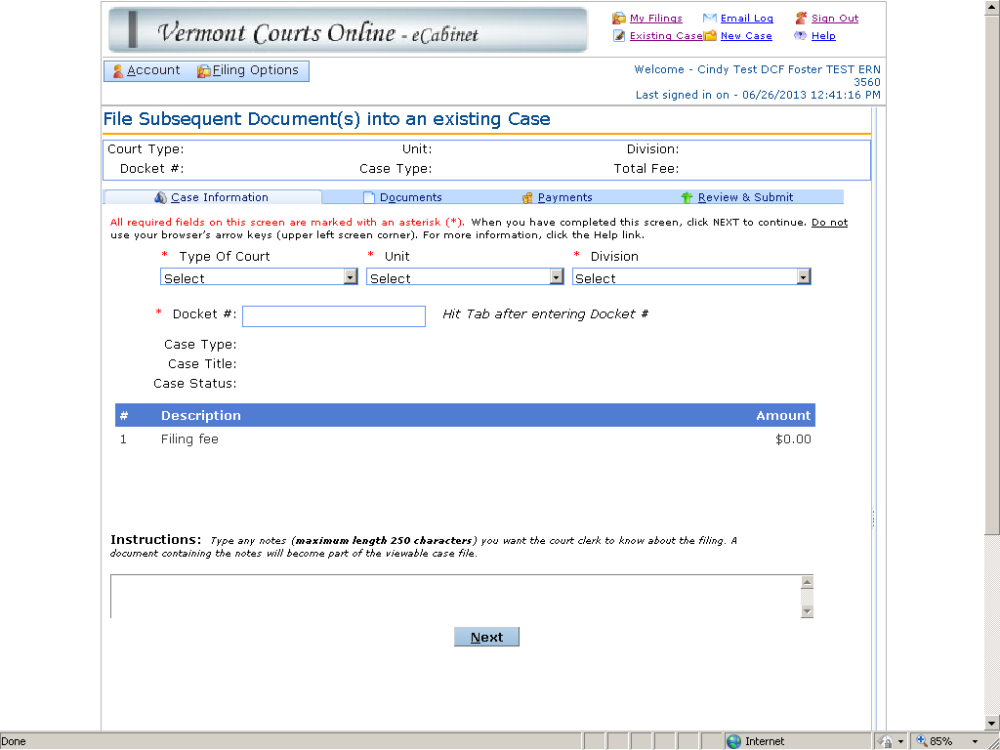 Vermont Courts Online - eCabinet
My Filings Email Log Sign Out
Existing Case New Case Help
Account Filing Options
Welcome - Cindy Test DCF Foster TEST ERN
3560
Last signed in on - 06/26/2013 12:41:16 PM
File Subsequent Document(s) into an existing Case
Court Type: Unit: Division:
Docket #: Case Type: Total Fee:
Case Information Documents Payments Review & Submit
All required fields on this screen are marked with an asterisk (*). When you have completed this screen, click NEXT to continue. Do not
use your browser's arrow keys (upper left screen corner). For more information, click the Help link.
* Type Of Court * Unit * Division
Select Select Select
* Docket #: Hit Tab after entering Docket #
Case Type:
Case Title:
Case Status:
# Description Amount
1 Filing fee $0.00
Instructions: Type any notes (maximum length 250 characters) you want the court clerk to know about the filing. A
document containing the notes will become part of the viewable case file.
Next
Done Internet 85%